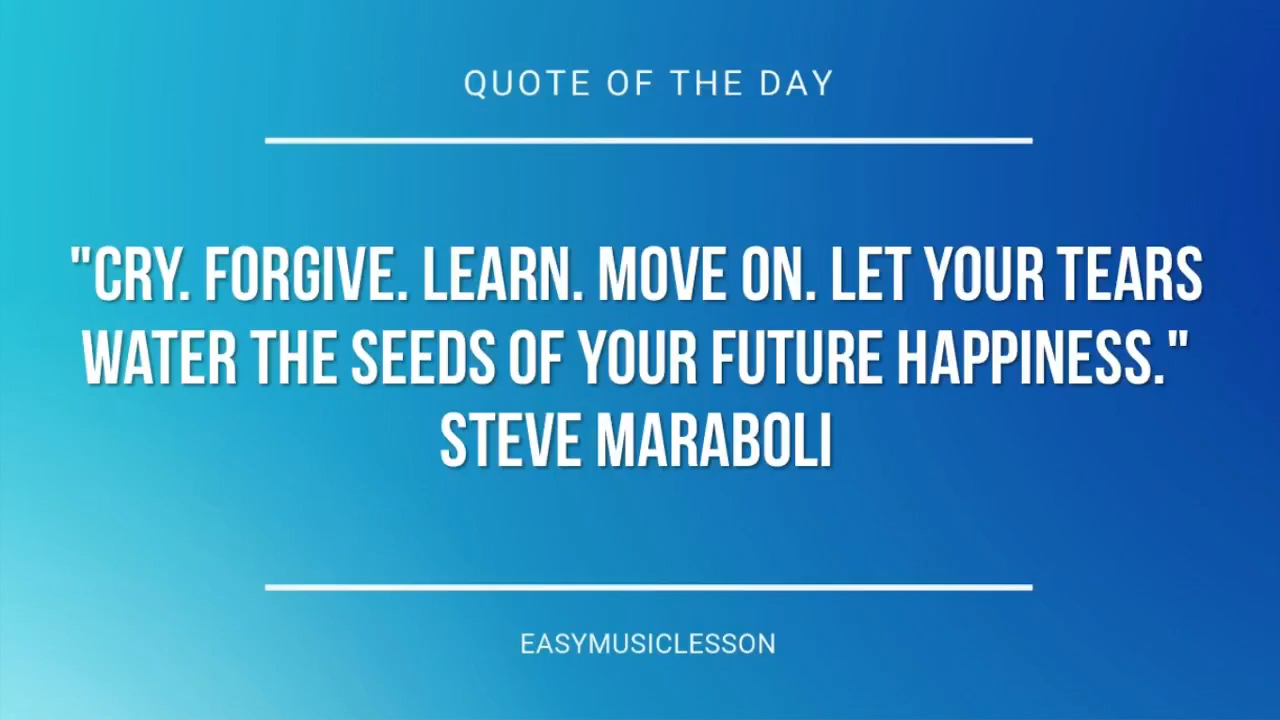 QUOTE OF THE DAY
"CRY. FORGIVE. LEARN. MOVE ON. LET YOUR TEARS
WATER THE SEEDS OF YOUR FUTURE HAPPINESS."
STEVE MARABOLI
EASYMUSICLESSON